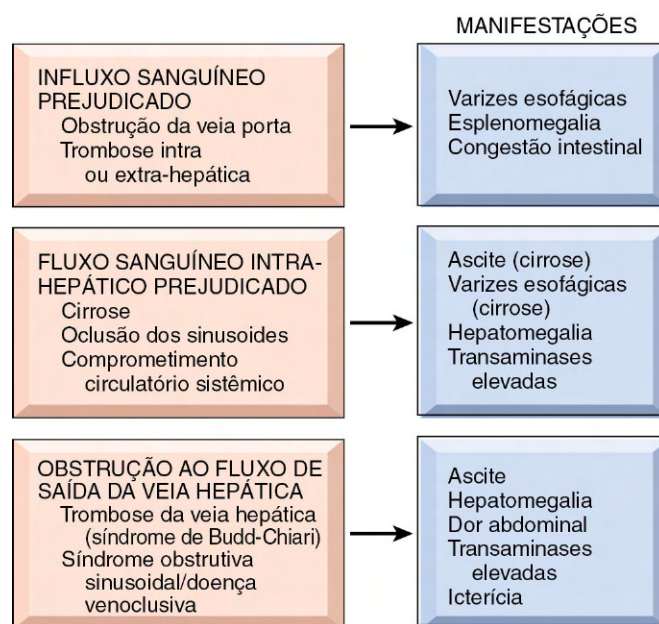 MANIFESTAÇÕES
INFLUXO SANGUÍNEO
PREJUDICADO
Obstrução da veia porta
Trombose intra
ou extra-hepática
Varizes esofágicas
Esplenomegalia
Congestão intestinal
FLUXO SANGUÍNEO INTRA-
HEPÁTICO PREJUDICADO
Cirrose
Oclusão dos sinusoides
Comprometimento
circulatório sistêmico
Ascite (cirrose)
Varizes esofágicas
(cirrose)
Hepatomegalia
Transaminases
elevadas
OBSTRUÇÃO AO FLUXO DE
SAÍDA DA VEIA HEPÁTICA
Trombose da veia hepática
(síndrome de Budd-Chiari)
Síndrome obstrutiva
sinusoidal/doença
venoclusiva
Ascite
Hepatomegalia
Dor abdominal
Transaminases
elevadas
Icterícia